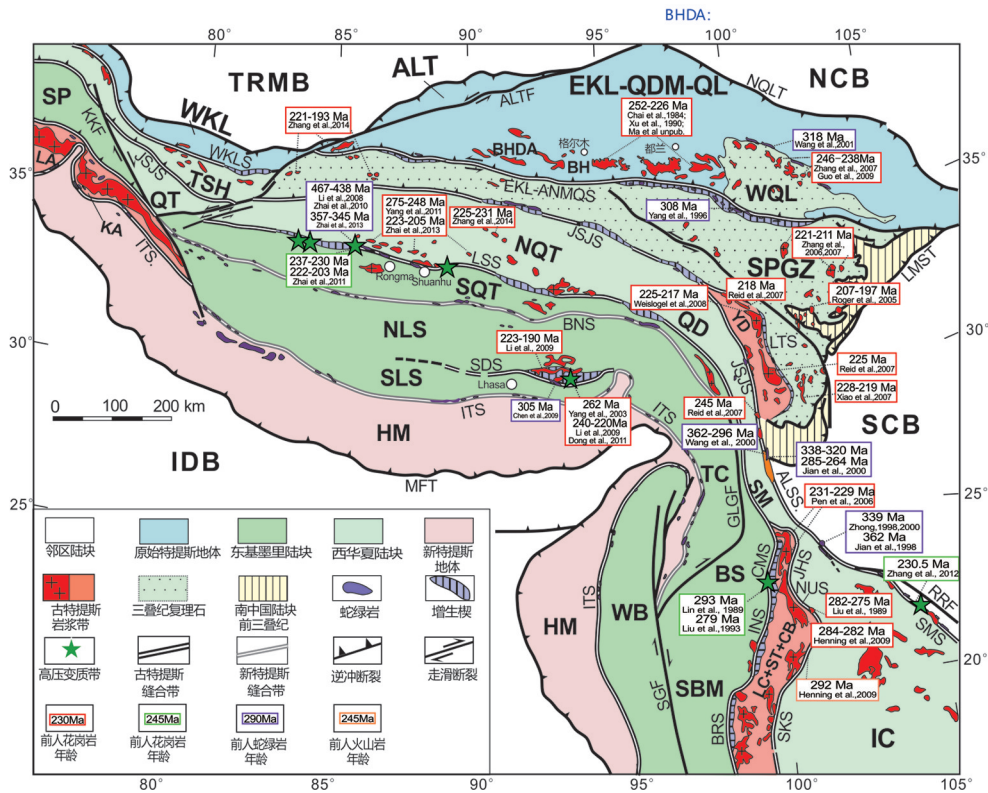 BHDA:
80°
85°
89°
95°
100°
105°
TRMB
ALT
NCB
SP
KKF
WKL
ALTF
EKL-QDM-QL
NQLT
221-193 Ma
Zhang et al.,2014
252-226 Ma
Chai et al.,1984;
Xu et al.,1990;
Ma et al unpub.
BHDA
格尔木
都兰
BH
318 Ma
Wang et al.,2001
246-238Ma
Zhang et al., 2007
Guo et al., 2009
35°
35°
LA
JSJS
WKLS
TSH
QT
KA
ITS.
EKL-ANMQS
WQL
467-438 Ma
Li et al.,2008
Zhai et al.,2010
357-345 Ma
Zhai et al., 2013
275-248 Ma
Yang et al., 2011
223-205 Ma
Zhai et al.,2013
225-231 Ma
Zhang et al., 2014
308 Ma
Yang et al., 1996
NQT
JSJS
LSS
221-211 Ma
Zhang et al.,
2006,2007
SPGZ
LMST
237-230 Ma
222-203 Ma
Zhai et al., 2011
Rongma
Shuanhu
SQT
218 Ma
Reid et al.,2007
207-197 Ma
Roger et al., 2005
225-217 Ma
Weislogel et al., 2008
QD
YD
NLS
BNS
LTS
30°
30°
223-190 Ma
Li et al., 2009
SDS
SLS
Lhasa
ITS
JSJS
225 Ma
Reid et al.,2007
228-219 Ma
Xiao et al.,2007
0
100
200 km
305 Ma
Chen et al.,2009
262 Ma
Yang et al., 2003
240-220Ma
Li et al.,2009
Dong et al., 2011
ITS
245 Ma
Reid et al.,2007
SCB
HM
IDB
MFT
362-296 Ma
Wang et al., 2000
338-320 Ma
285-264 Ma
Jian et al., 2000
TC
SM
ALSS.
GLGF
25°
25°
231-229 Ma
Pen et al., 2006
339 Ma
Zhong,1998,2000
362 Ma
Jian et al.,1998
230.5 Ma
Zhang et al., 2012
CMS
JHS
BS
NUS
RRF
SMS
ITS
WB
HM
293 Ma
Lin et al., 1989
279 Ma
Liu et al.,1993
INS
282-275 Ma
Liu et al., 1989
284-282 Ma
Henning et al.,2009
LC+ST+CB
292 Ma
Henning et al.,2009
20°
SGF
SBM
BRS
SKS
IC
邻区陆块
原始特提斯地体
东基墨里陆块
西华夏陆块
新特提斯
地体
古特提斯
岩浆带
三叠纪复理石
南中国陆块
前三叠纪
蛇绿岩
增生楔
高压变质带
古特提斯
缝合带
新特提斯
缝合带
逆冲断裂
走滑断裂
230Ma
245Ma
290Ma
245Ma
前人花岗岩
年龄
前人花岗岩
年龄
前人蛇绿岩
年龄
前人火山岩
年龄
80°
85°
90°
95°
100°
105°